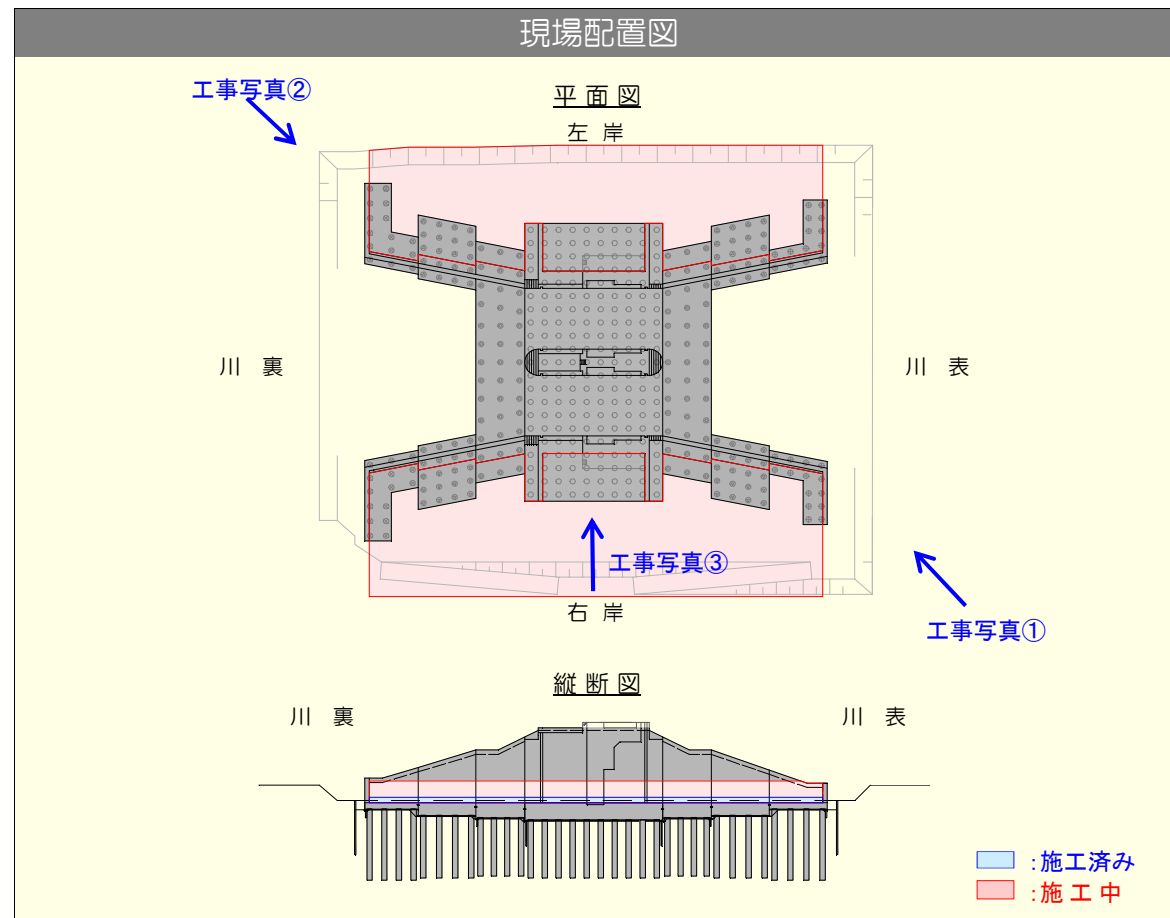 現場配置図
工事写真②
平面図
左岸
川裏
川表
工事写真③
右岸
工事写真①
縦断図
川裏
川表
:施工済み
:施工中